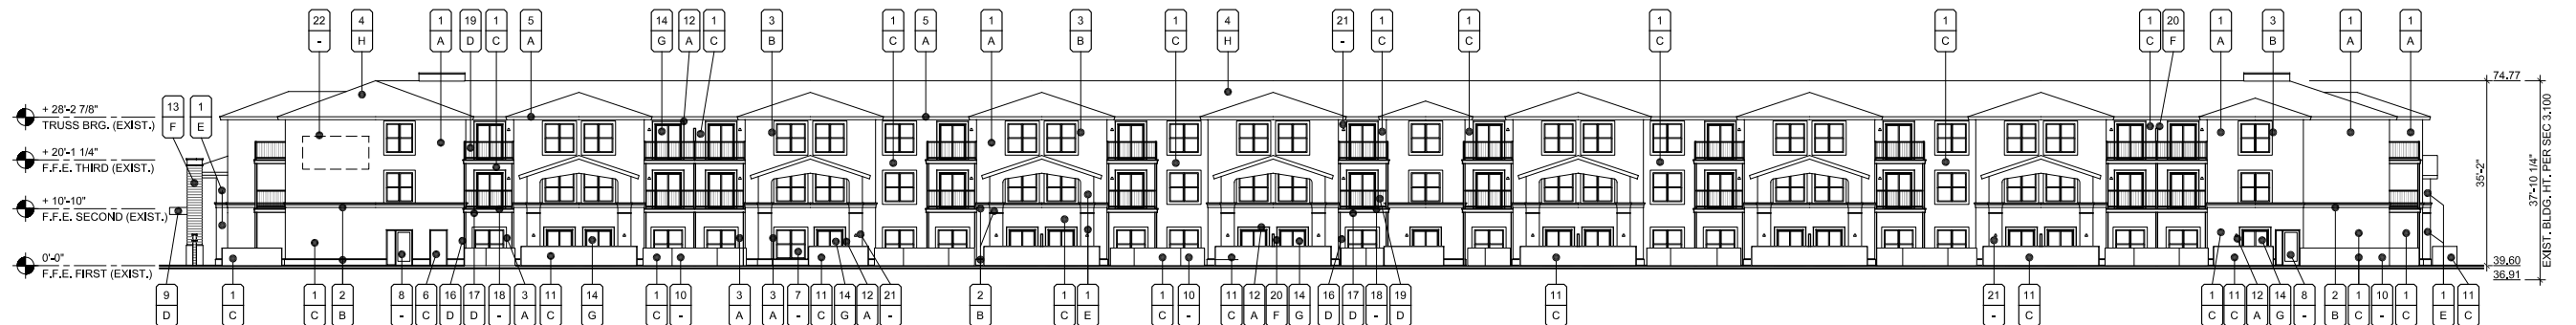 22 4 1 19 1 5 14 12 1 3 1 5 1 3 1 4 21 1 1 1 1 1 20 1 3 1 1
- H A D C A G A C B C A A B C H - C C C C C F A B A A
13 1
F E
+ 28'-2 7/8"
TRUSS BRG. (EXIST.)
+ 20'-1 1/4"
F.F.E. THIRD (EXIST.)
+ 10'-10"
F.F.E. SECOND (EXIST.)
0'-0"
F.F.E. FIRST (EXIST.)
74.77
35'-2"
37'-10 1/4"
EXIST. BLDG. HT. PER SEC 3.100
39.60
36.91
9 1 1 2 8 6 16 17 18 3 11 14 1 10 3 3 7 11 14 12 21 2 1 1 1 10 11 12 20 14 16 17 18 19 11 21 11 1 11 12 14 8 2 1 10 1 1 11
D C C B - C D D - A C G C - A A - C G A - B C E C - C A F G D D - D C - C C C A G - B C - C E C